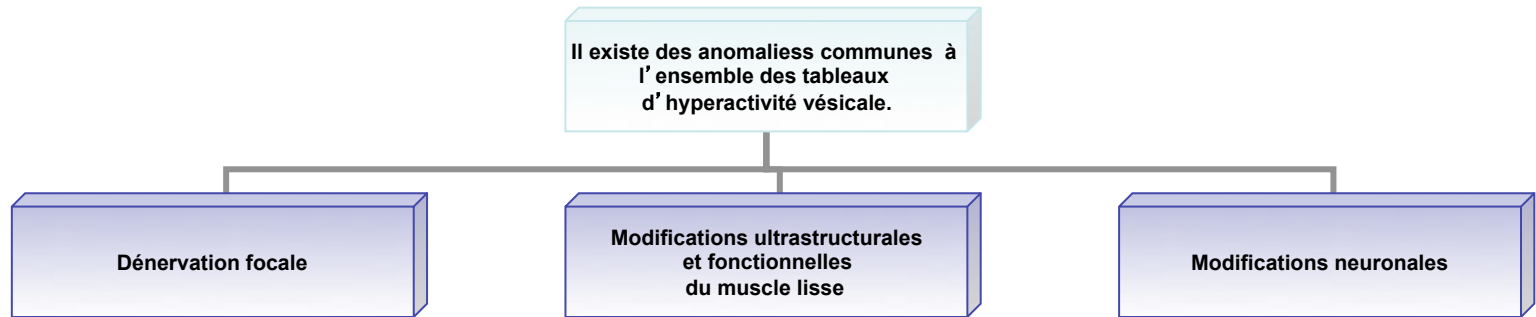 Il existe des anomaliess communes à
l’ensemble des tableaux
d’hyperactivité vésicale.
Dénervation focale
Modifications ultrastructurales
et fonctionnelles
du muscle lisse
Modifications neuronales